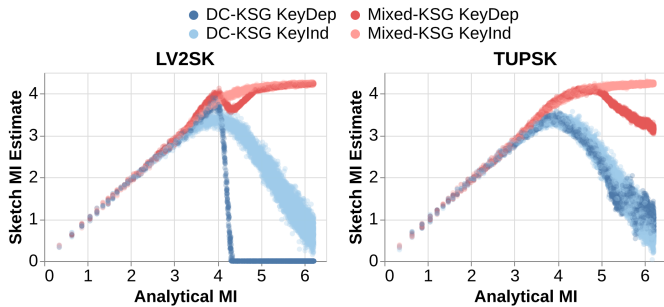 DC-KSG KeyDep Mixed-KSG KeyDep
DC-KSG KeyInd Mixed-KSG KeyInd
LV2SK TUPSK
Sketch MI Estimate
4
3
2
1
0
0 1 2 3 4 5 6
Analytical MI
Sketch MI Estimate
4
3
2
1
0
0 1 2 3 4 5 6
Analytical MI